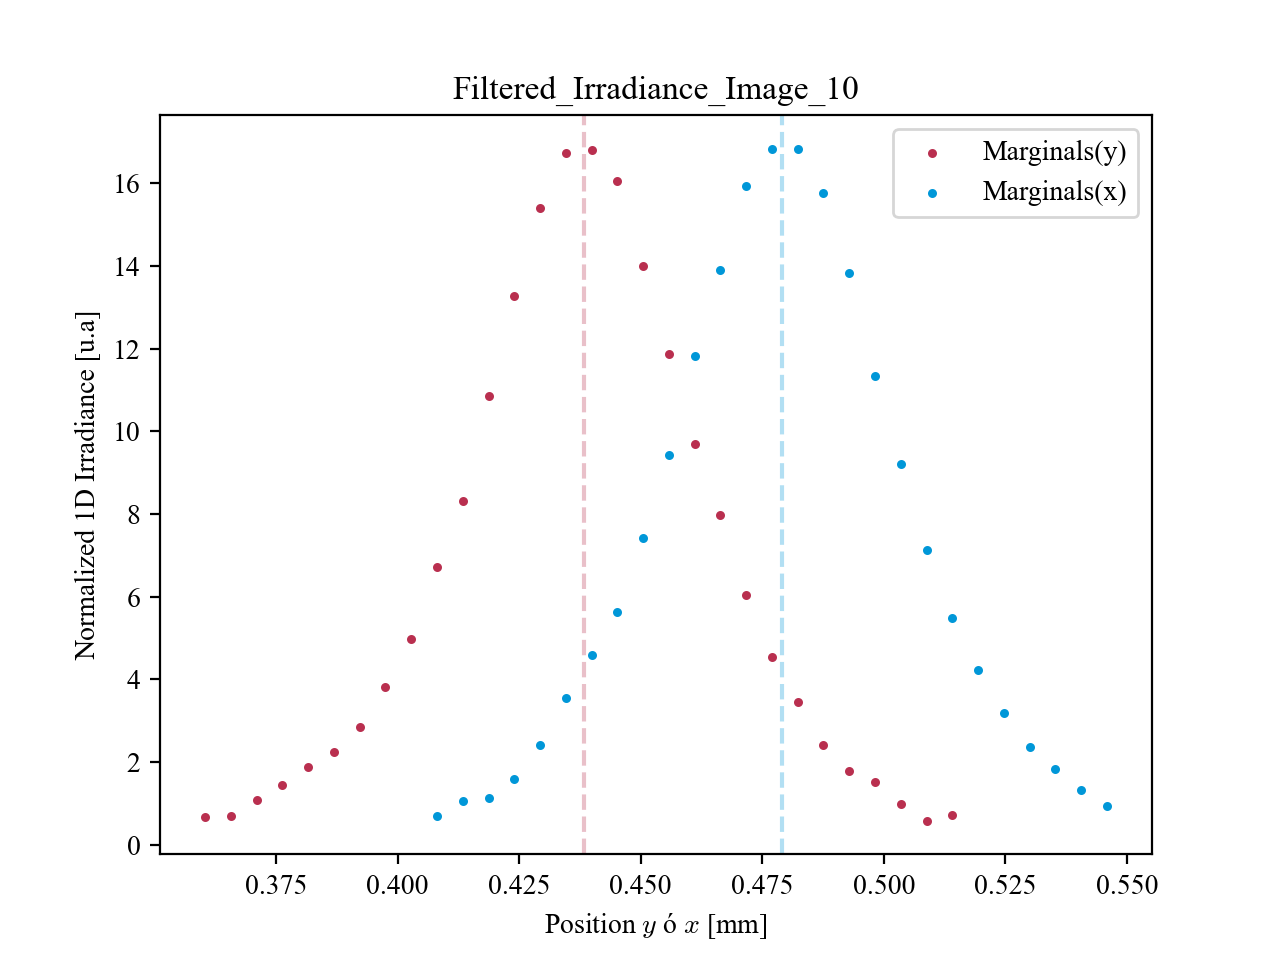 Filtered_Irradiance_Image_10
Marginals(y)
Marginals(x)
Normalized 1D Irradiance [u.a]
16
14
12
10
8
6
4
2
0
0.375 0.400 0.425 0.450 0.475 0.500 0.525 0.550
Position y ó x [mm]